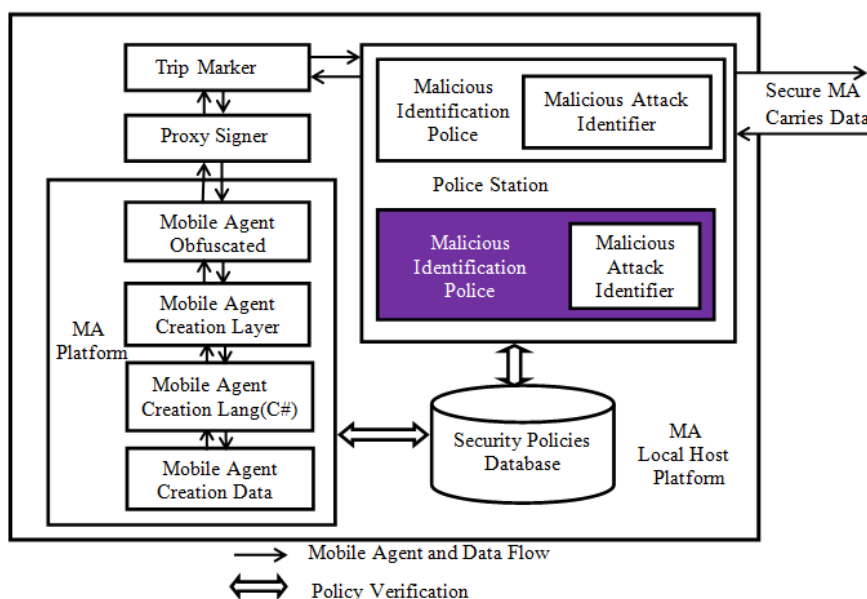 Trip Marker
Proxy Signer
Mobile Agent
Obfuscated
Mobile Agent
Creation Layer
MA
Platform
Mobile Agent
Creation Lang(C#)
Mobile Agent
Creation Data
Malicious
Identification
Police
Malicious Attack
Identifier
Police Station
Malicious
Identification
Police
Malicious
Attack
Identifier
Secure MA
Carries Data
Security Policies
Database
MA
Local Host
Platform
Mobile Agent and Data Flow
Policy Verification